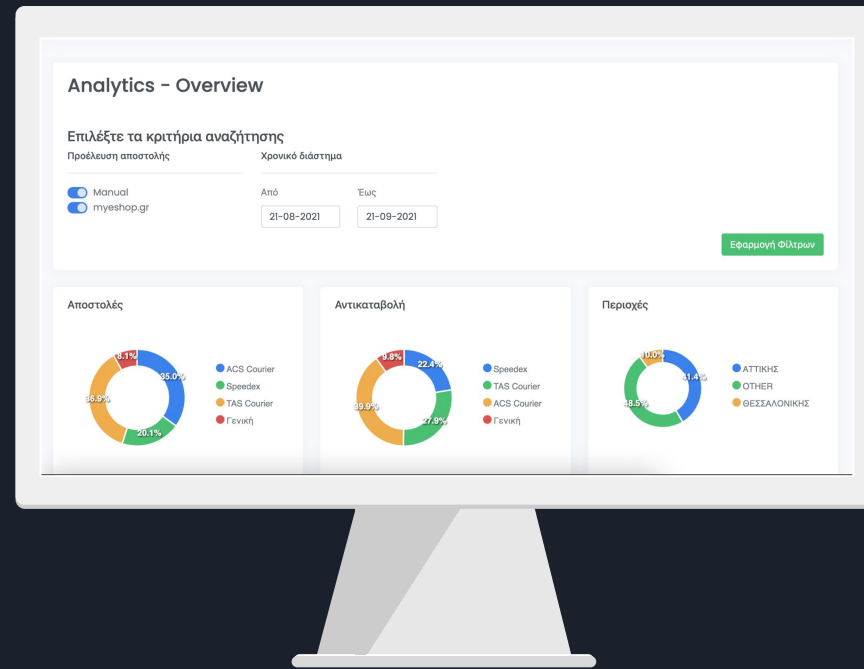 Analytics - Overview
Επιλέξτε τα κριτήρια αναζήτησης
Προέλευση αποστολής
Χρονικό διάστημα
Manual
myeshop.gr
Από
Έως
21-08-2021
21-09-2021
Εφαρμογή Φίλτρων
Αποστολές
8.1%
35.0%
36.9%
20.1%
ACS Courier
Speedex
TAS Courier
Γενική
Αντικαταβολή
9.8%
22.4%
39.9%
27.9%
Speedex
TAS Courier
ACS Courier
Γενική
Περιοχές
10.0%
41.4%
48.5%
ΑΤΤΙΚΗΣ
OTHER
ΘΕΣΣΑΛΟΝΙΚΗΣ